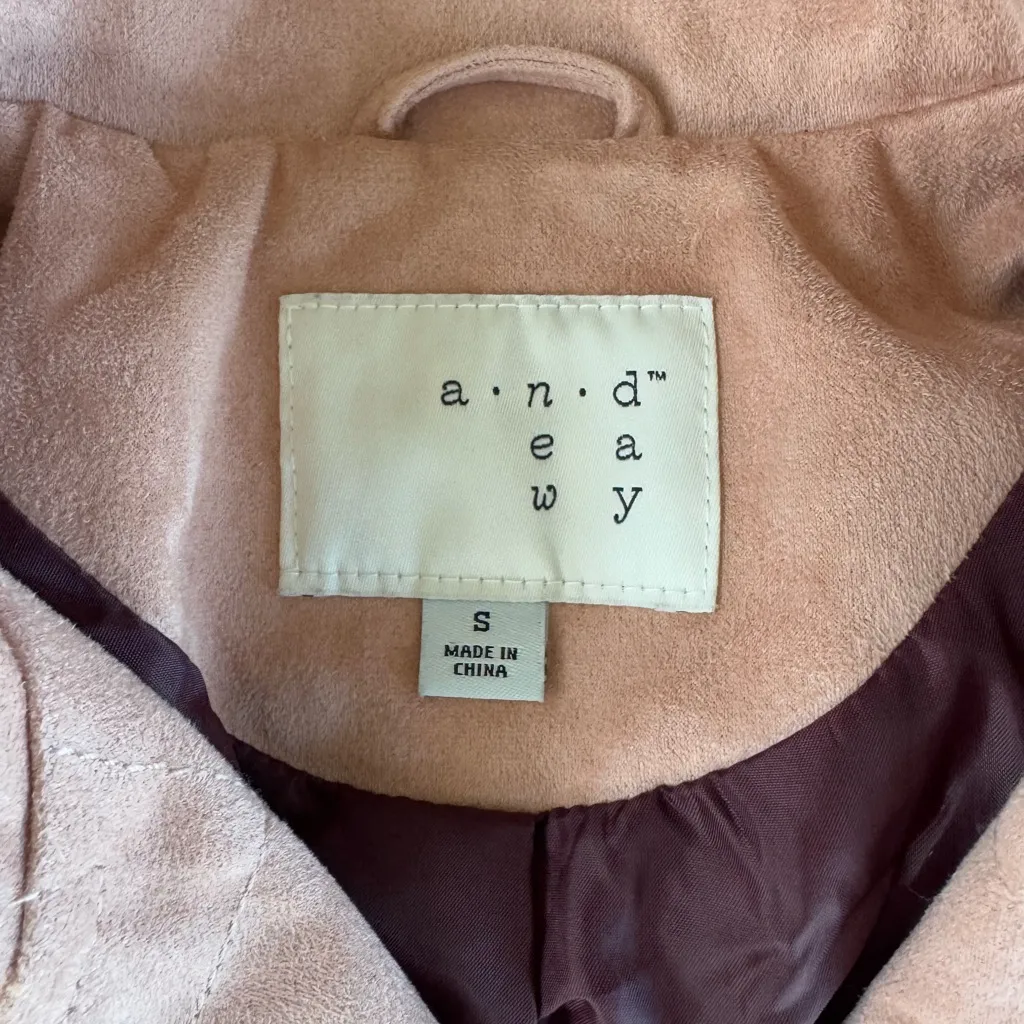 a · n · d™
e a
w y
S
MADE IN
CHINA